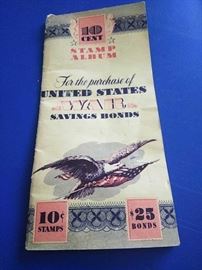 10
CENT
STAMP
ALBUM
For the purchase of
UNITED STATES
WAR
SAVINGS BONDS
10¢
STAMPS
$25
BONDS